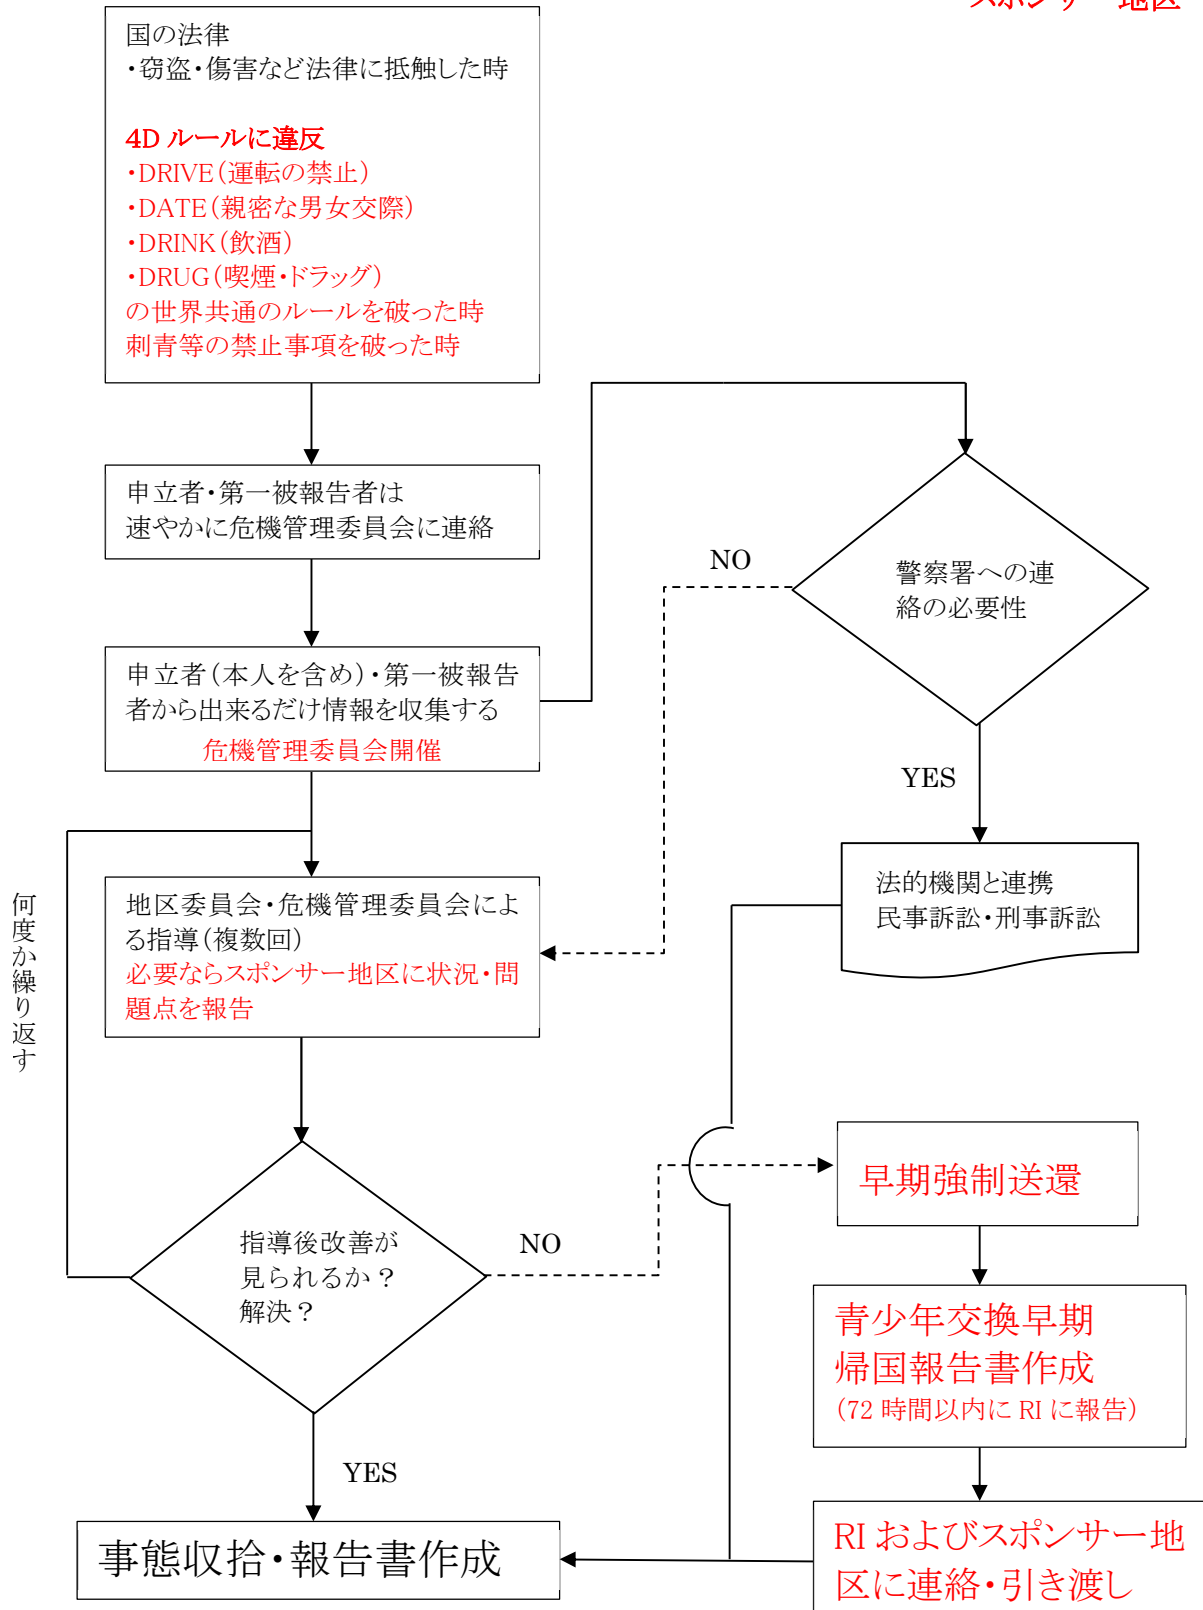 スポンサー地区
国の法律
・窃盗・傷害など法律に抵触した時
4D ルールに違反
・DRIVE(運転の禁止)
・DATE(親密な男女交際)
・DRINK(飲酒)
・DRUG(喫煙・ドラッグ)
の世界共通のルールを破った時
刺青等の禁止事項を破った時
申立者・第一被報告者は
速やかに危機管理委員会に連絡
申立者(本人を含め)・第一被報告
者から出来るだけ情報を収集する
危機管理委員会開催
NO
警察署への連
絡の必要性
YES
法的機関と連携
民事訴訟・刑事訴訟
何度か繰り返す
地区委員会・危機管理委員会によ
る指導(複数回)
必要ならスポンサー地区に状況・問
題点を報告
指導後改善が
見られるか?
解決?
NO
早期強制送還
青少年交換早期
帰国報告書作成
(72 時間以内に RI に報告)
YES
事態収拾・報告書作成
RI およびスポンサー地
区に連絡・引き渡し